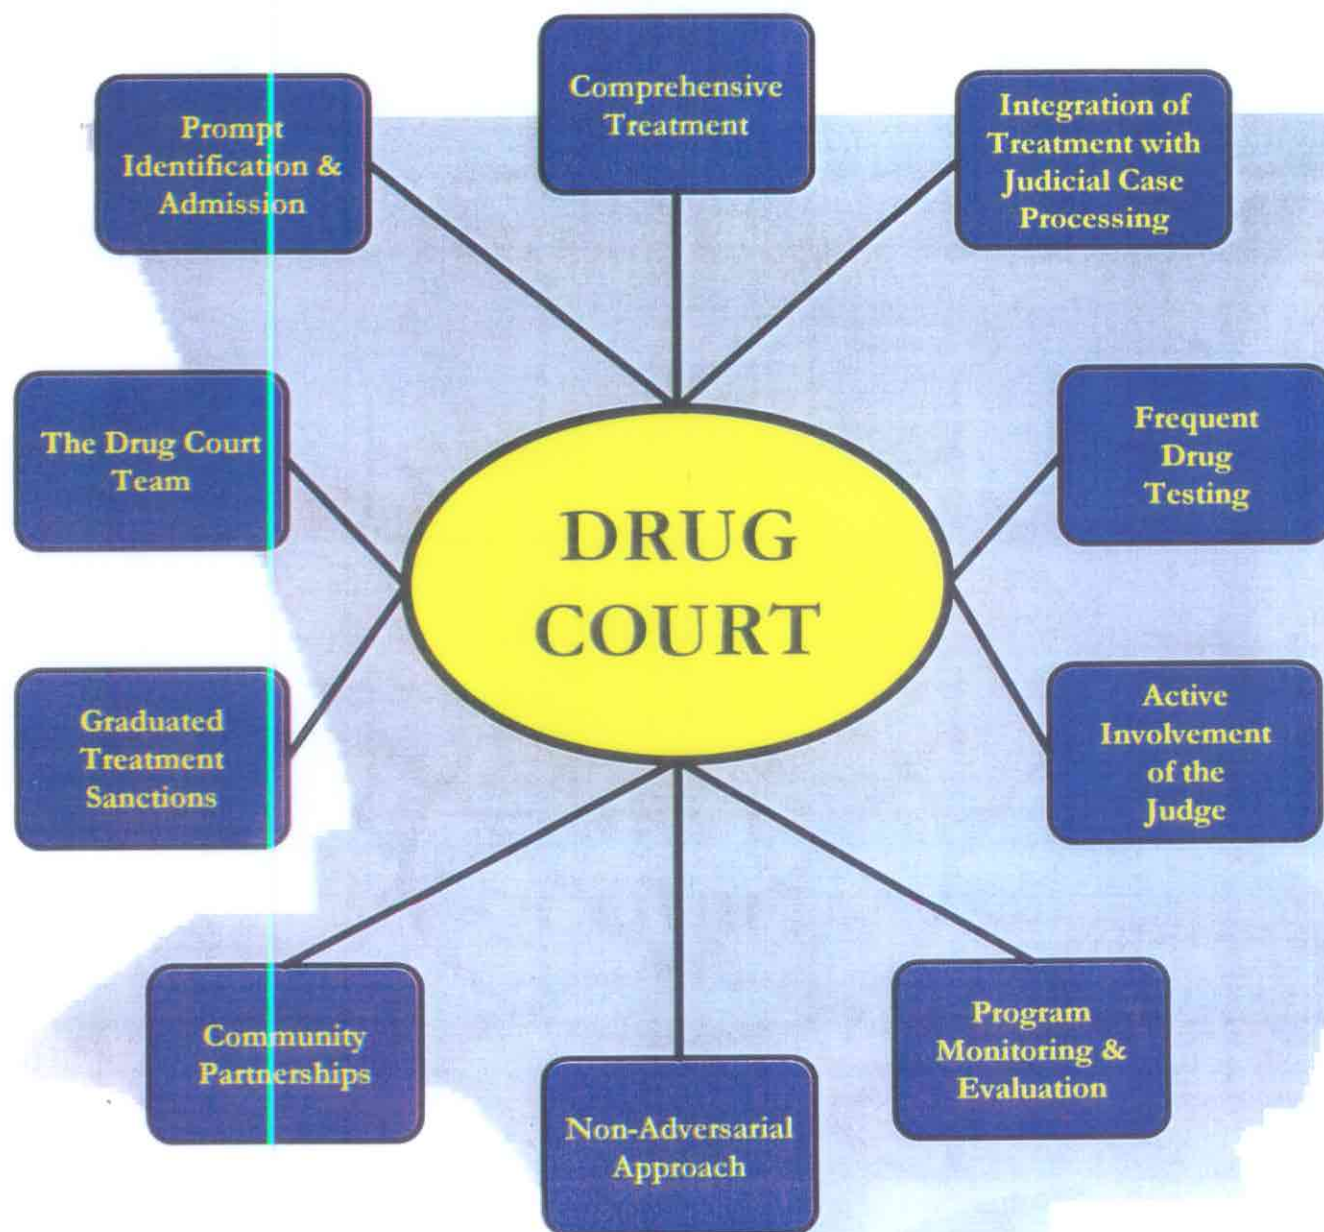 Comprehensive
Treatment
Prompt
Identification &
Admission
Integration of
Treatment with
Judicial Case
Processing
The Drug Court
Team
Frequent
Drug
Testing
DRUG
COURT
Graduated
Treatment
Sanctions
Active
Involvement
of the
Judge
Community
Partnerships
Program
Monitoring &
Evaluation
Non-Adversarial
Approach